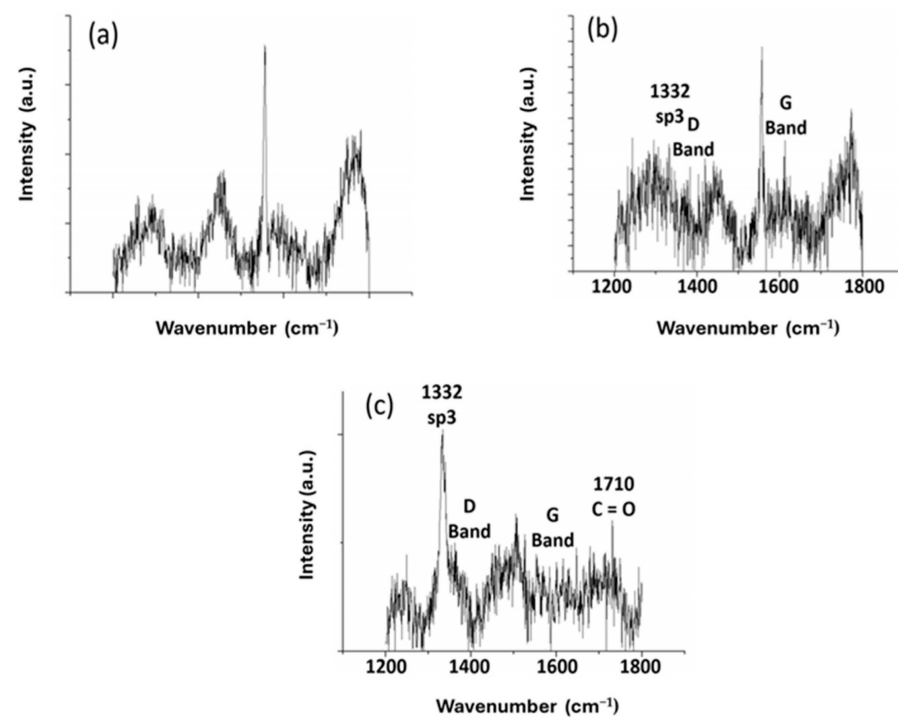 (a)
Intensity (a.u.)
Wavenumber (cm⁻¹)
(b)
Intensity (a.u.)
1332
sp3
D
Band
G
Band
1200
1400
1600
1800
Wavenumber (cm⁻¹)
(c)
Intensity (a.u.)
1332
sp3
D
Band
G
Band
1710
C = O
1200
1400
1600
1800
Wavenumber (cm⁻¹)